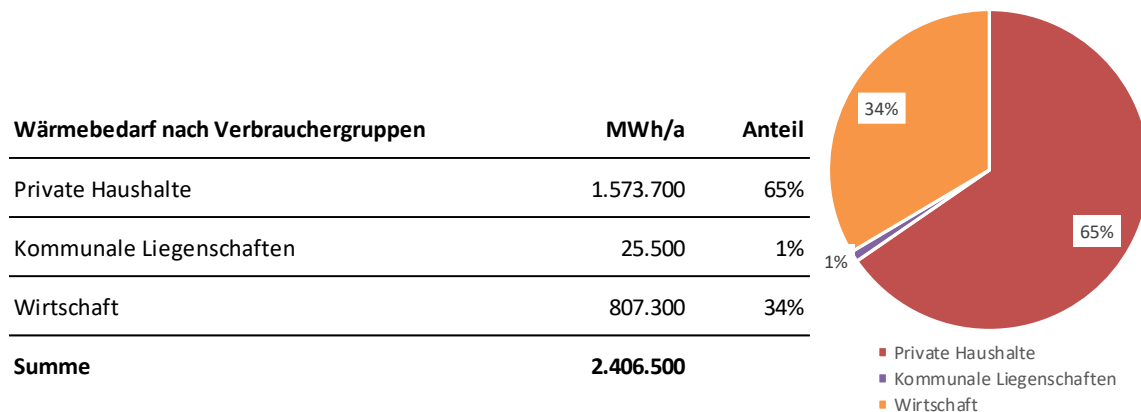 Wärmebedarf nach Verbrauchergruppen MWh/a Anteil
Private Haushalte 1.573.700 65%
Kommunale Liegenschaften 25.500 1%
Wirtschaft 807.300 34%
Summe 2.406.500
34%
65%
1%
Private Haushalte
Kommunale Liegenschaften
Wirtschaft